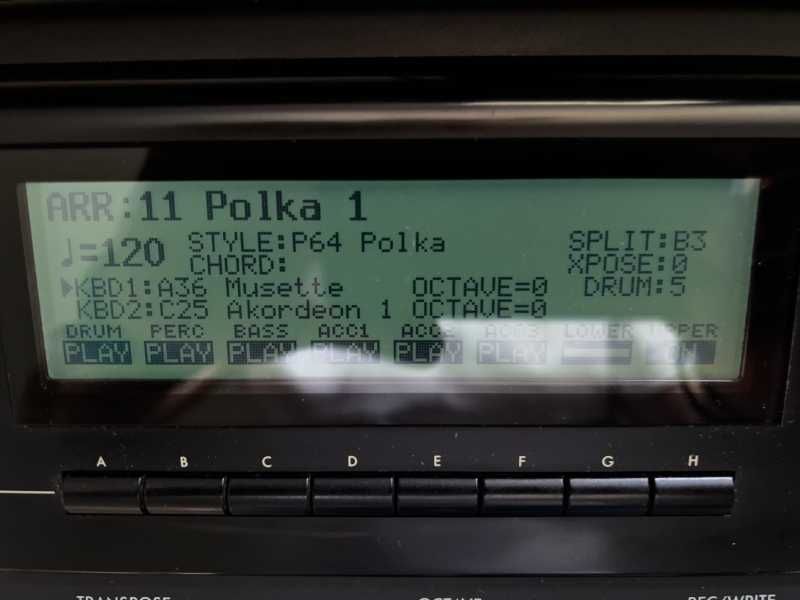 ARR:11 Polka 1
♩=120 STYLE:P64 Polka SPLIT:B3
CHORD: XPOSE:0
▶KBD1:A36 Musette OCTAVE=0 DRUM:5
KBD2:C25 Akordeon 1 OCTAVE=0
DRUM PERC BASS ACC1 ACC2 ACC3 LOWER UPPER
PLAY PLAY PLAY PLAY PLAY PLAY ON
A B C D E F G H
TRANSPOSE OCTAVE REC/WRITE